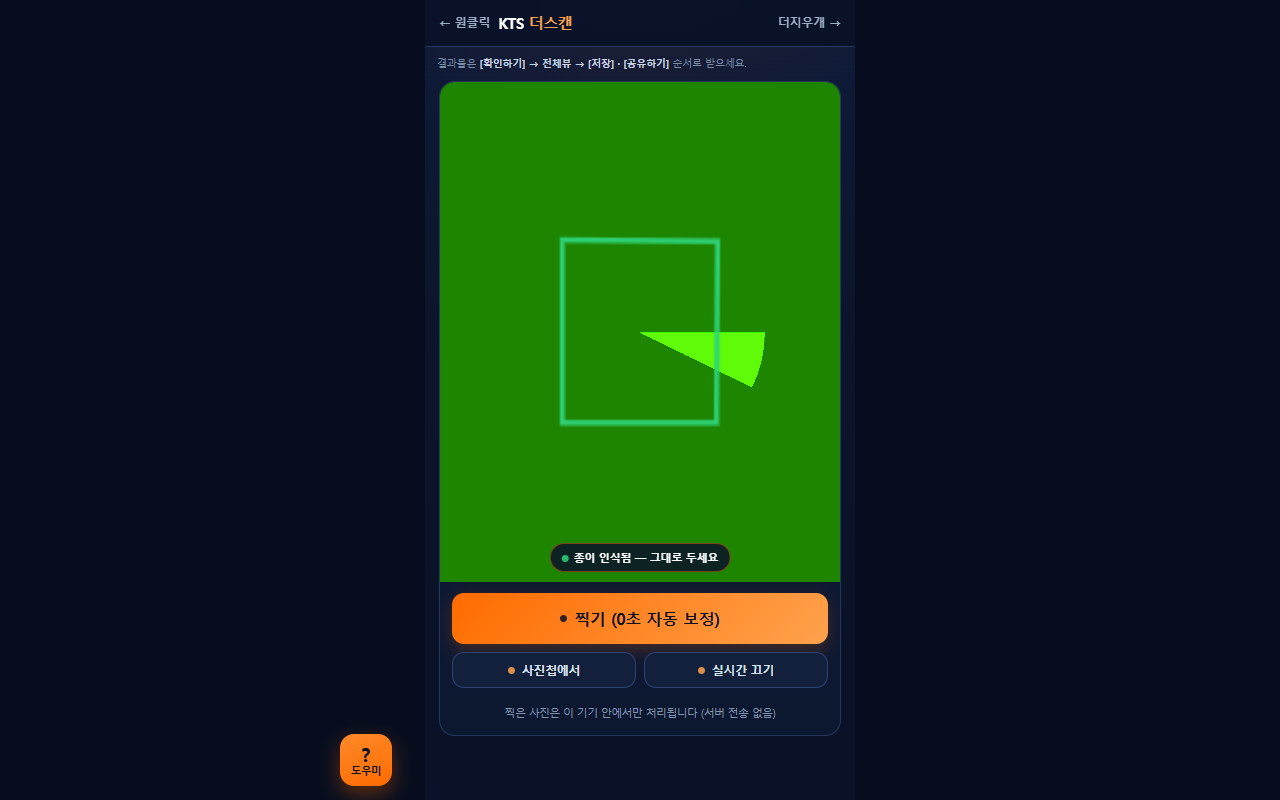 ← 원클릭 KTS 더스캔 더지우개 →
결과물은 [확인하기] → 전체뷰 → [저장] · [공유하기] 순서로 받으세요.
종이 인식됨 — 그대로 두세요
찍기 (0초 자동 보정)
사진첩에서 실시간 끄기
찍은 사진은 이 기기 안에서만 처리됩니다 (서버 전송 없음)
?
도우미